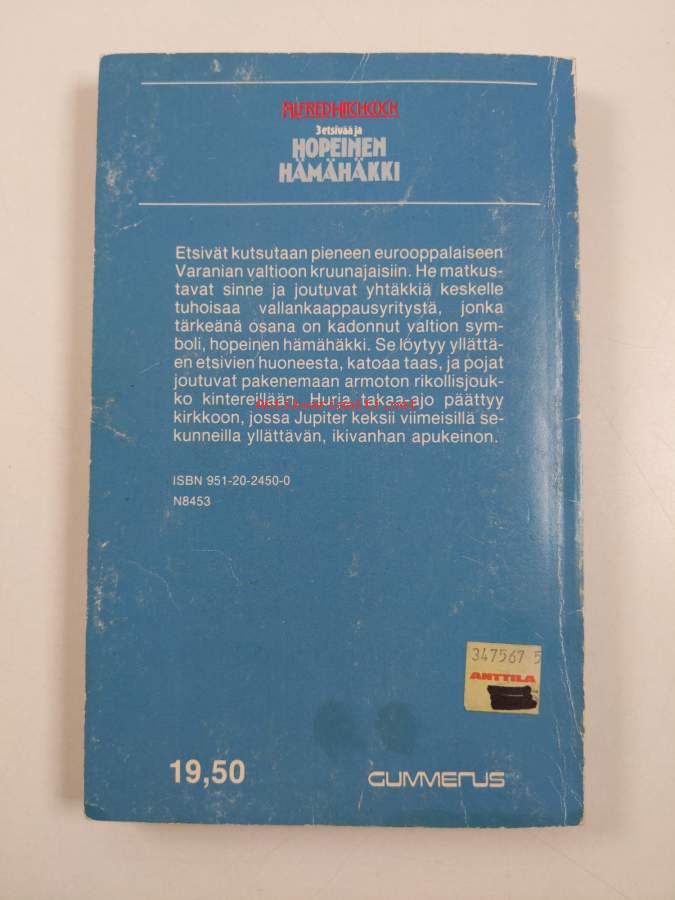 ALFRED HITCHCOCK
3 etsivää ja
HOPEINEN
HÄMÄHÄKKI
Etsivät kutsutaan pieneen eurooppalaiseen
Varanian valtioon kruunajaisiin. He matkus-
tavat sinne ja joutuvat yhtäkkiä keskelle
tuhoisaa vallankaappausyritystä, jonka
tärkeänä osana on kadonnut valtion sym-
boli, hopeinen hämähäkki. Se löytyy yllättä-
en etsivien huoneesta, katoaa taas, ja pojat
joutuvat pakenemaan armoton rikollisjouk-
ko kintereillään. Hurja takaa-ajo päättyy
kirkkoon, jossa Jupiter keksii viimeisillä se-
kunneilla yllättävän, ikivanhan apukeinon.
ISBN 951-20-2450-0
N8453
347567 5
ANTTILA
19,50
GUMMERUS